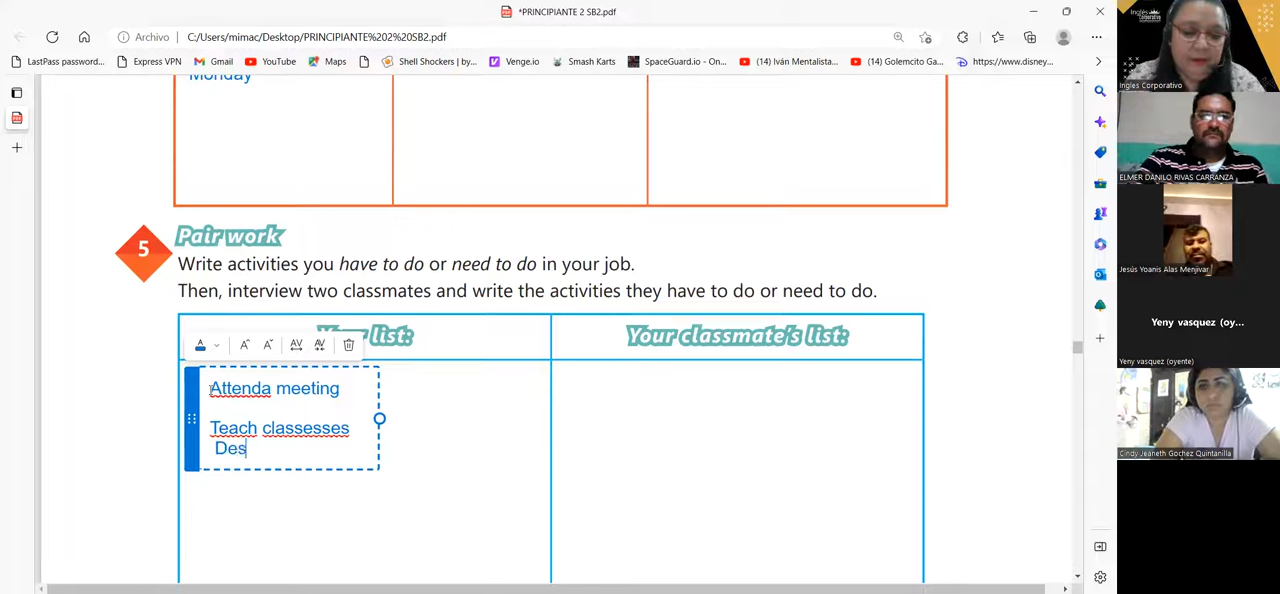 *PRINCIPIANTE 2 SB2.pdf
Archivo C:/Users/mimac/Desktop/PRINCIPIANTE%202%20SB2.pdf
LastPass password... Express VPN Gmail YouTube Maps Shell Shockers | by... Venge.io Smash Karts SpaceGuard.io - On... (14) Iván Mentalista... (14) Golemcito Ga... https://www.disney...
Monday
5
Pair work
Write activities you have to do or need to do in your job.
Then, interview two classmates and write the activities they have to do or need to do.
list:
Your classmate's list:
Attenda meeting
Teach classesses
Des
Inglés
Corporativo
Ingles Corporativo
ELMER DANILO RIVAS CARRANZA
Jesús Yoanis Alas Menjivar
Yeny vasquez (oy...
Yeny vasquez (oyente)
Cindy Jeaneth Gochez Quintanilla